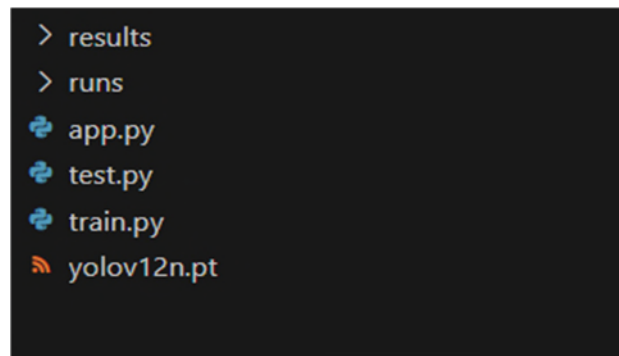 results
runs
app.py
test.py
train.py
yolov12n.pt